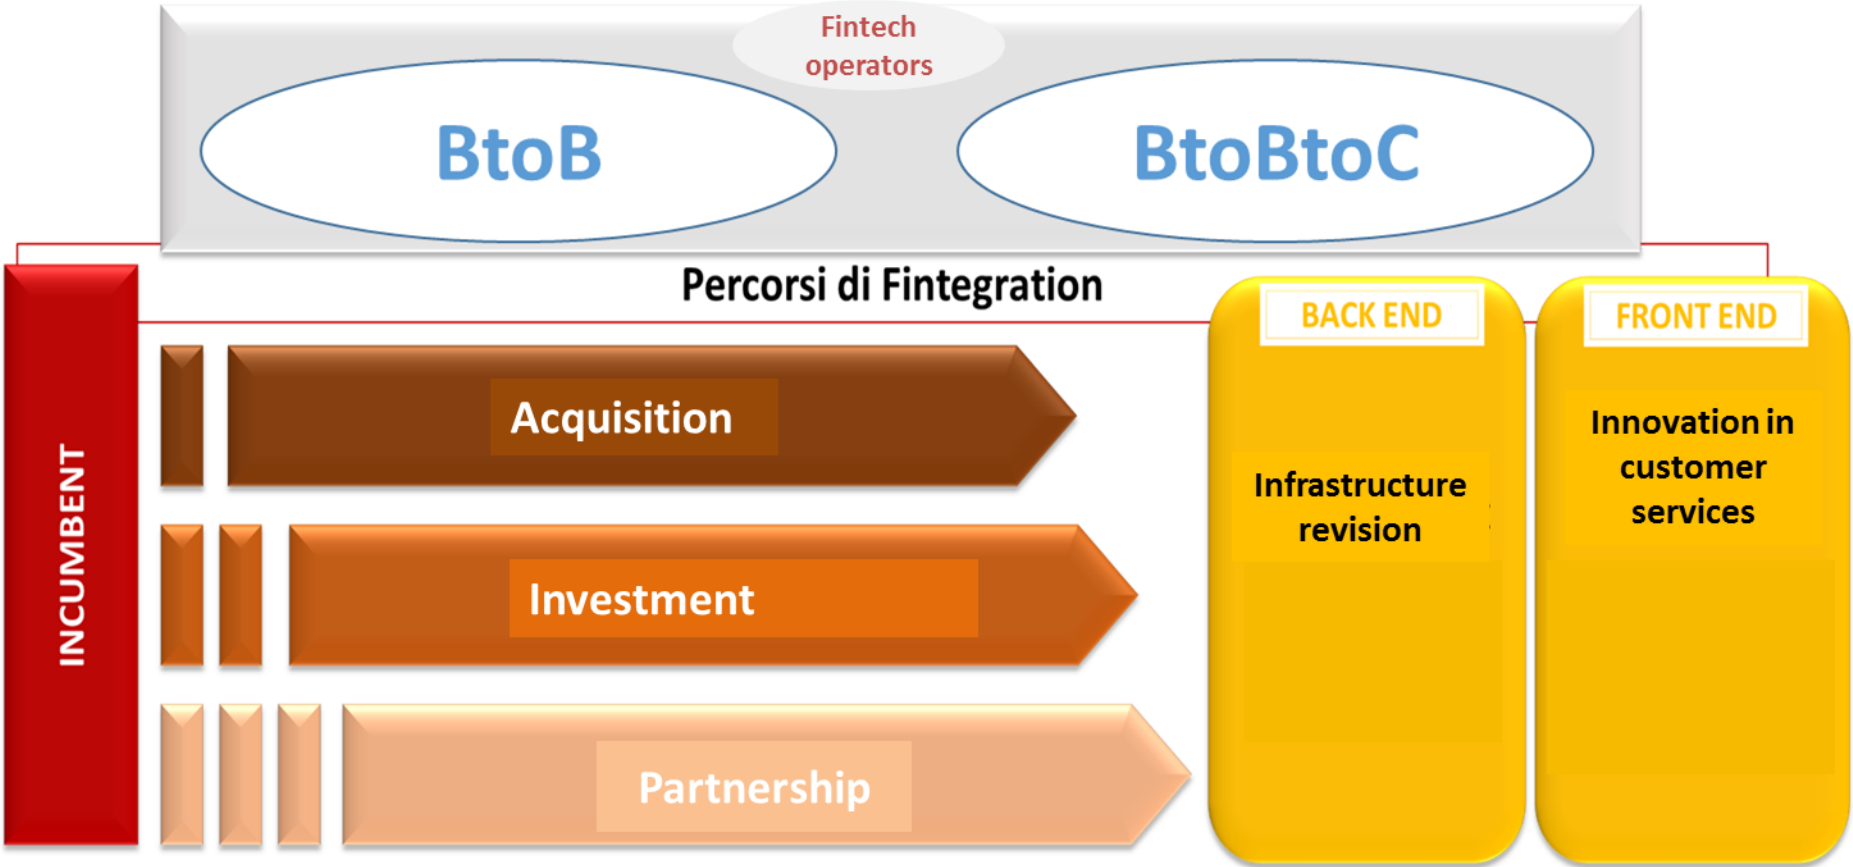 Fintech
operators
BtoB
BtoBtoC
Percorsi di Fintegration
INCUMBENT
Acquisition
Investment
Partnership
BACK END
Infrastructure
revision
FRONT END
Innovation in
customer
services